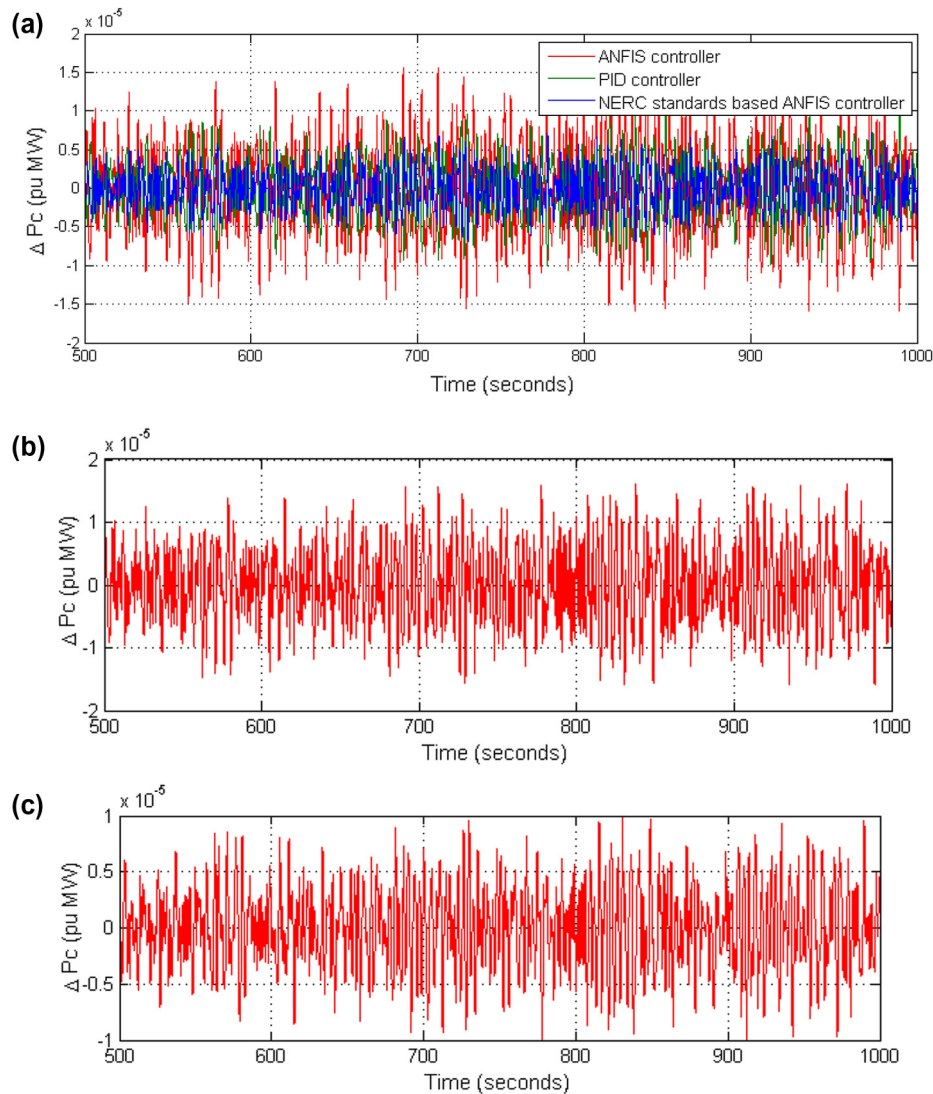 (a)
x 10⁻⁵
2
1.5
1
0.5
0
-0.5
-1
-1.5
-2
Δ Pc (pu MW)
ANFIS controller
PID controller
NERC standards based ANFIS controller
500 600 700 800 900 1000
Time (seconds)
(b)
x 10⁻⁵
2
1
0
-1
-2
Δ Pc (pu MW)
500 600 700 800 900 1000
Time (seconds)
(c)
x 10⁻⁵
1
0.5
0
-0.5
-1
Δ Pc (pu MW)
500 600 700 800 900 1000
Time (seconds)